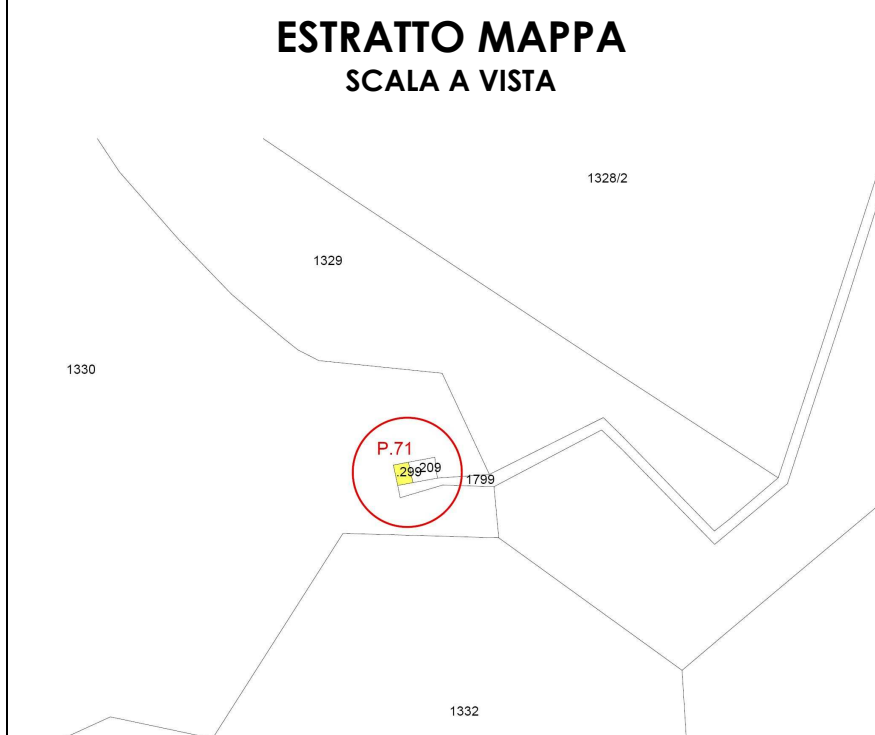 ESTRATTO MAPPA
SCALA A VISTA
1328/2
1329
1330
P.71
.299
.209
1799
1332